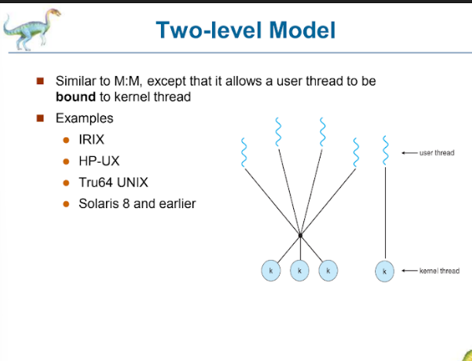 Two-level Model
Similar to M:M, except that it allows a user thread to be
bound to kernel thread
Examples
IRIX
HP-UX
Tru64 UNIX
Solaris 8 and earlier
user thread
k
k
k
k
kernel thread